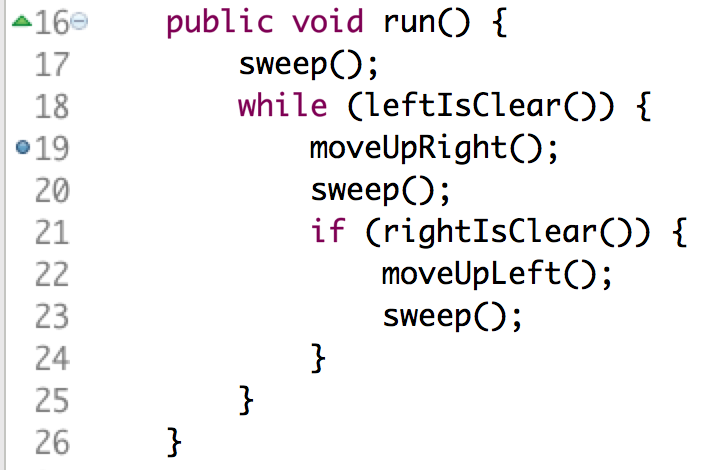 16 public void run() {
17 sweep();
18 while (leftIsClear()) {
19 moveUpRight();
20 sweep();
21 if (rightIsClear()) {
22 moveUpLeft();
23 sweep();
24 }
25 }
26 }